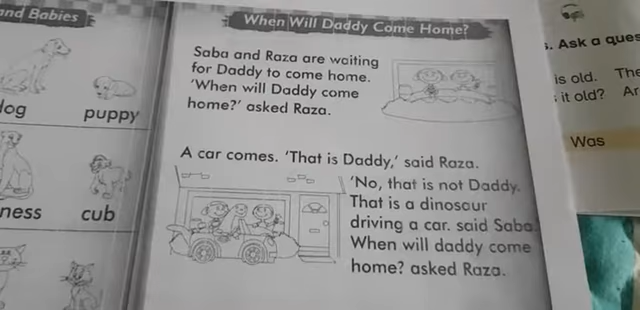 and Babies
dog
puppy
ness
cub
When Will Daddy Come Home?
Saba and Raza are waiting
for Daddy to come home.
'When will Daddy come
home?' asked Raza.
A car comes. 'That is Daddy,' said Raza.
'No, that is not Daddy.
That is a dinosaur
driving a car. said Saba.
When will daddy come
home? asked Raza.
. Ask a ques
is old. The
it old? Ar
Was